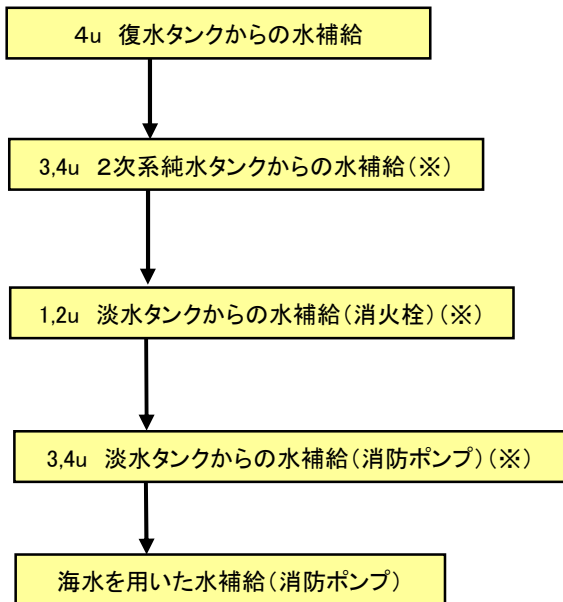 ４u 復水タンクからの水補給
3,4u ２次系純水タンクからの水補給(※)
1,2u 淡水タンクからの水補給(消火栓)(※)
3,4u 淡水タンクからの水補給(消防ポンプ)(※)
海水を用いた水補給(消防ポンプ)